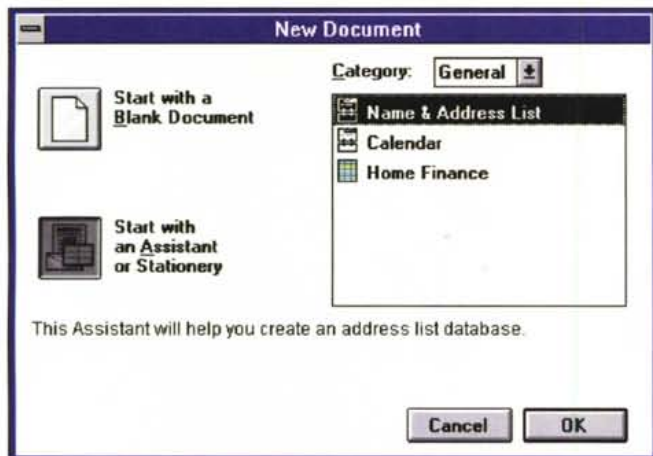 New Document
Start with a
Blank Document
Category: General
Name & Address List
Calendar
Home Finance
Start with
an Assistant
or Stationery
This Assistant will help you create an address list database.
Cancel OK